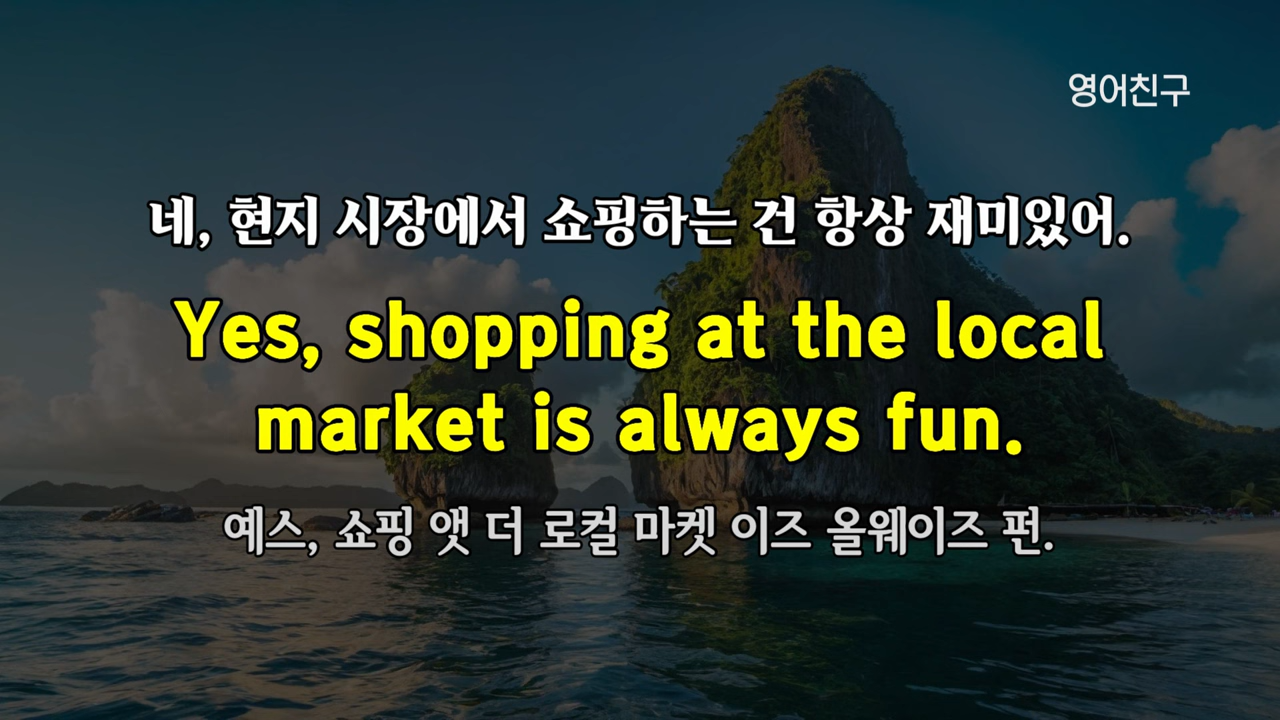 영어친구
네, 현지 시장에서 쇼핑하는 건 항상 재미있어.
Yes, shopping at the local
market is always fun.
예스, 쇼핑 앳 더 로컬 마켓 이즈 올웨이즈 펀.